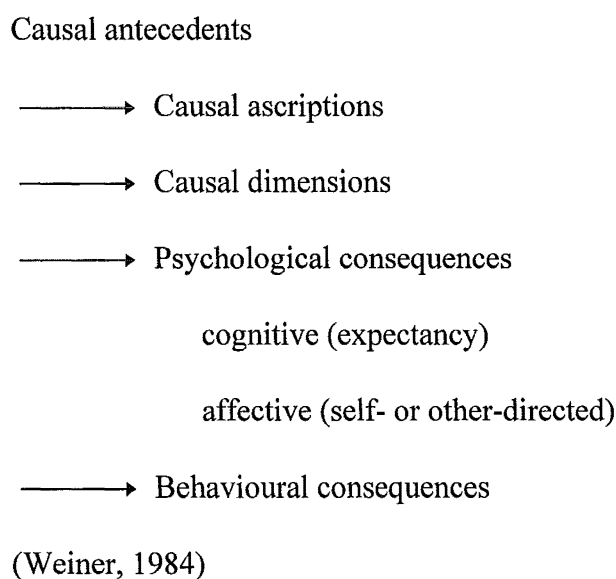 Causal antecedents
Causal ascriptions
Causal dimensions
Psychological consequences
cognitive (expectancy)
affective (self- or other-directed)
Behavioural consequences
(Weiner, 1984)